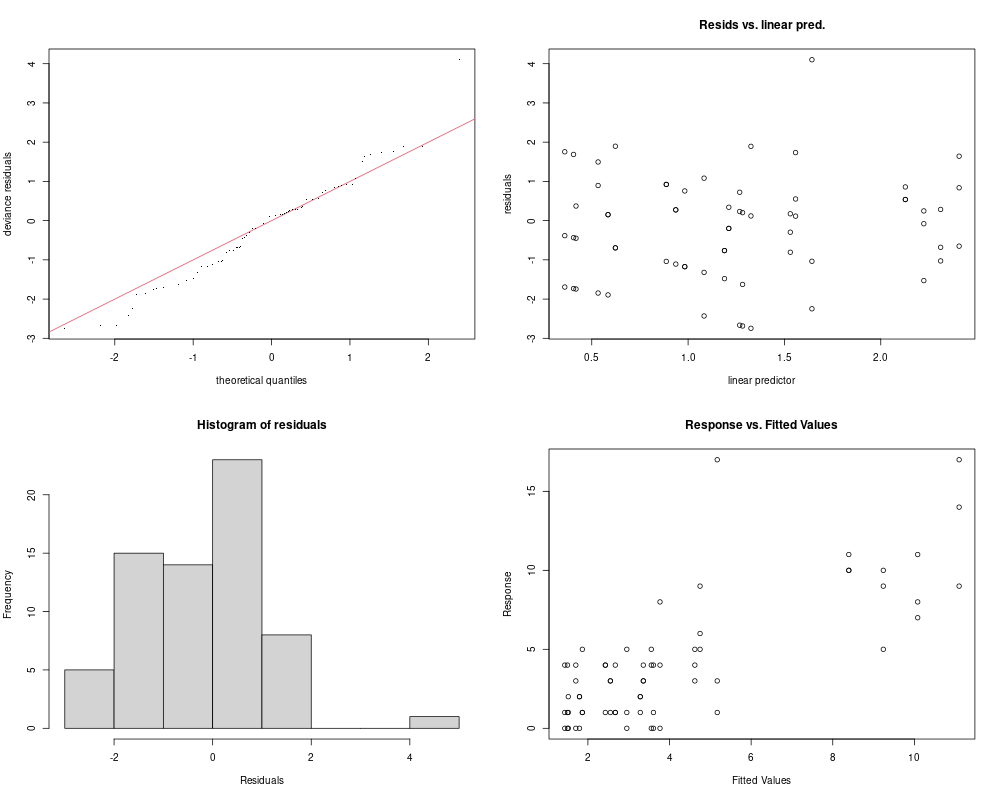 Resids vs. linear pred.
deviance residuals
-3 -2 -1 0 1 2 3 4
-2 -1 0 1 2
theoretical quantiles
residuals
-3 -2 -1 0 1 2 3 4
0.5 1.0 1.5 2.0
linear predictor
Histogram of residuals
Frequency
0 5 10 15 20
-2 0 2 4
Residuals
Response vs. Fitted Values
Response
0 5 10 15
2 4 6 8 10
Fitted Values